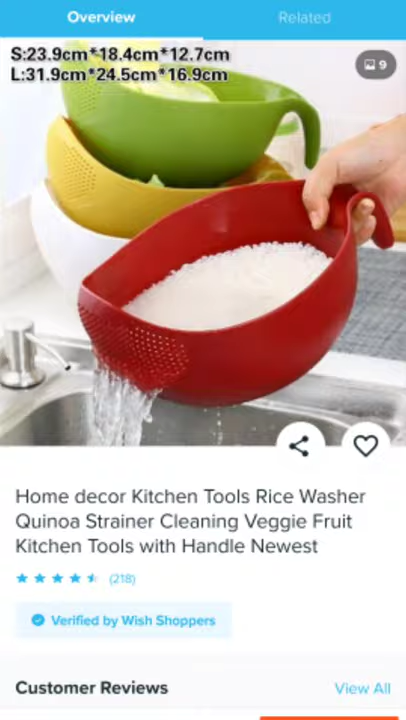 Overview
Related
S:23.9cm*18.4cm*12.7cm
L:31.9cm*24.5cm*16.9cm
9
Home decor Kitchen Tools Rice Washer
Quinoa Strainer Cleaning Veggie Fruit
Kitchen Tools with Handle Newest
(218)
Verified by Wish Shoppers
Customer Reviews
View All